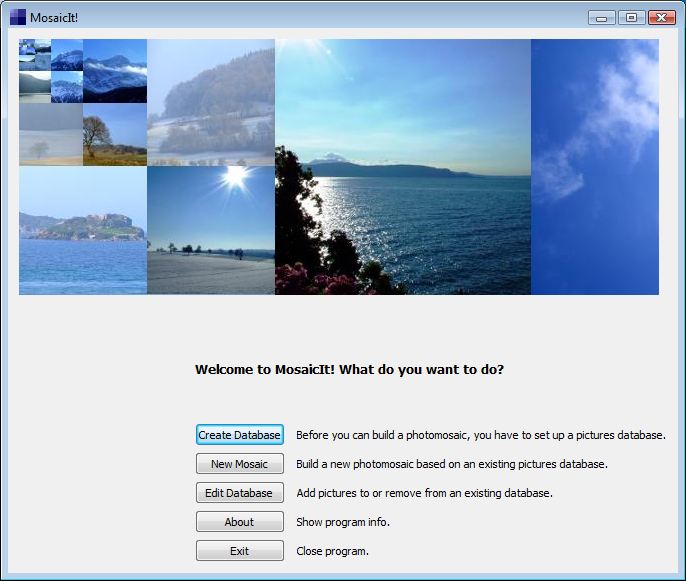 MosaicIt!
Welcome to MosaicIt! What do you want to do?
Create Database Before you can build a photomosaic, you have to set up a pictures database.
New Mosaic Build a new photomosaic based on an existing pictures database.
Edit Database Add pictures to or remove from an existing database.
About Show program info.
Exit Close program.